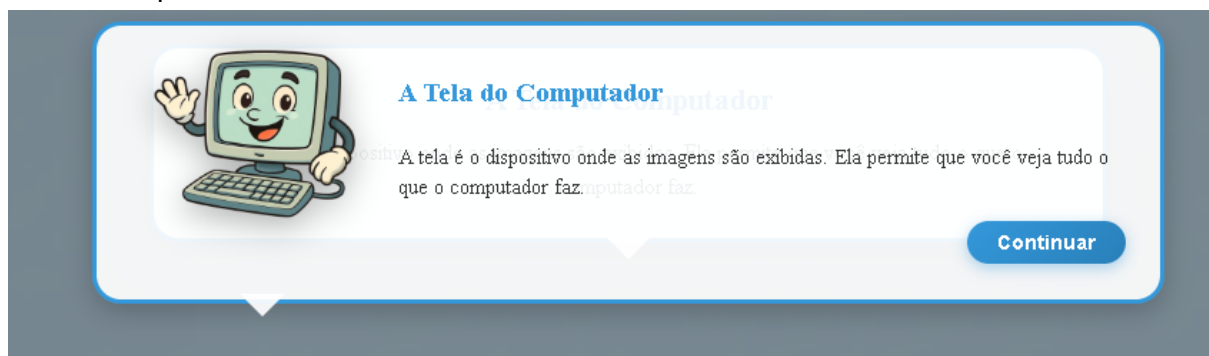 A Tela do Computador
A tela é o dispositivo onde as imagens são exibidas. Ela permite que você veja tudo o
que o computador faz.
Continuar